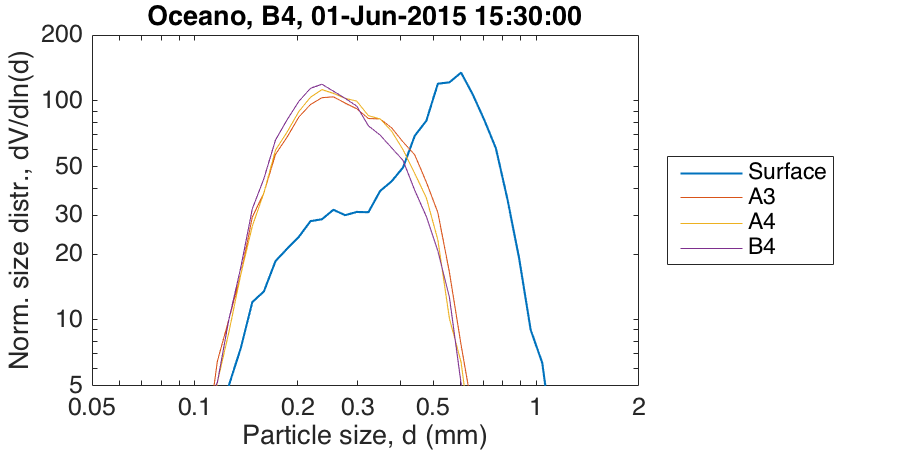 Oceano, B4, 01-Jun-2015 15:30:00
Norm. size distr., dV/dln(d)
200
100
50
30
20
10
5
0.05
0.1
0.2
0.3
0.5
1
2
Particle size, d (mm)
Surface
A3
A4
B4